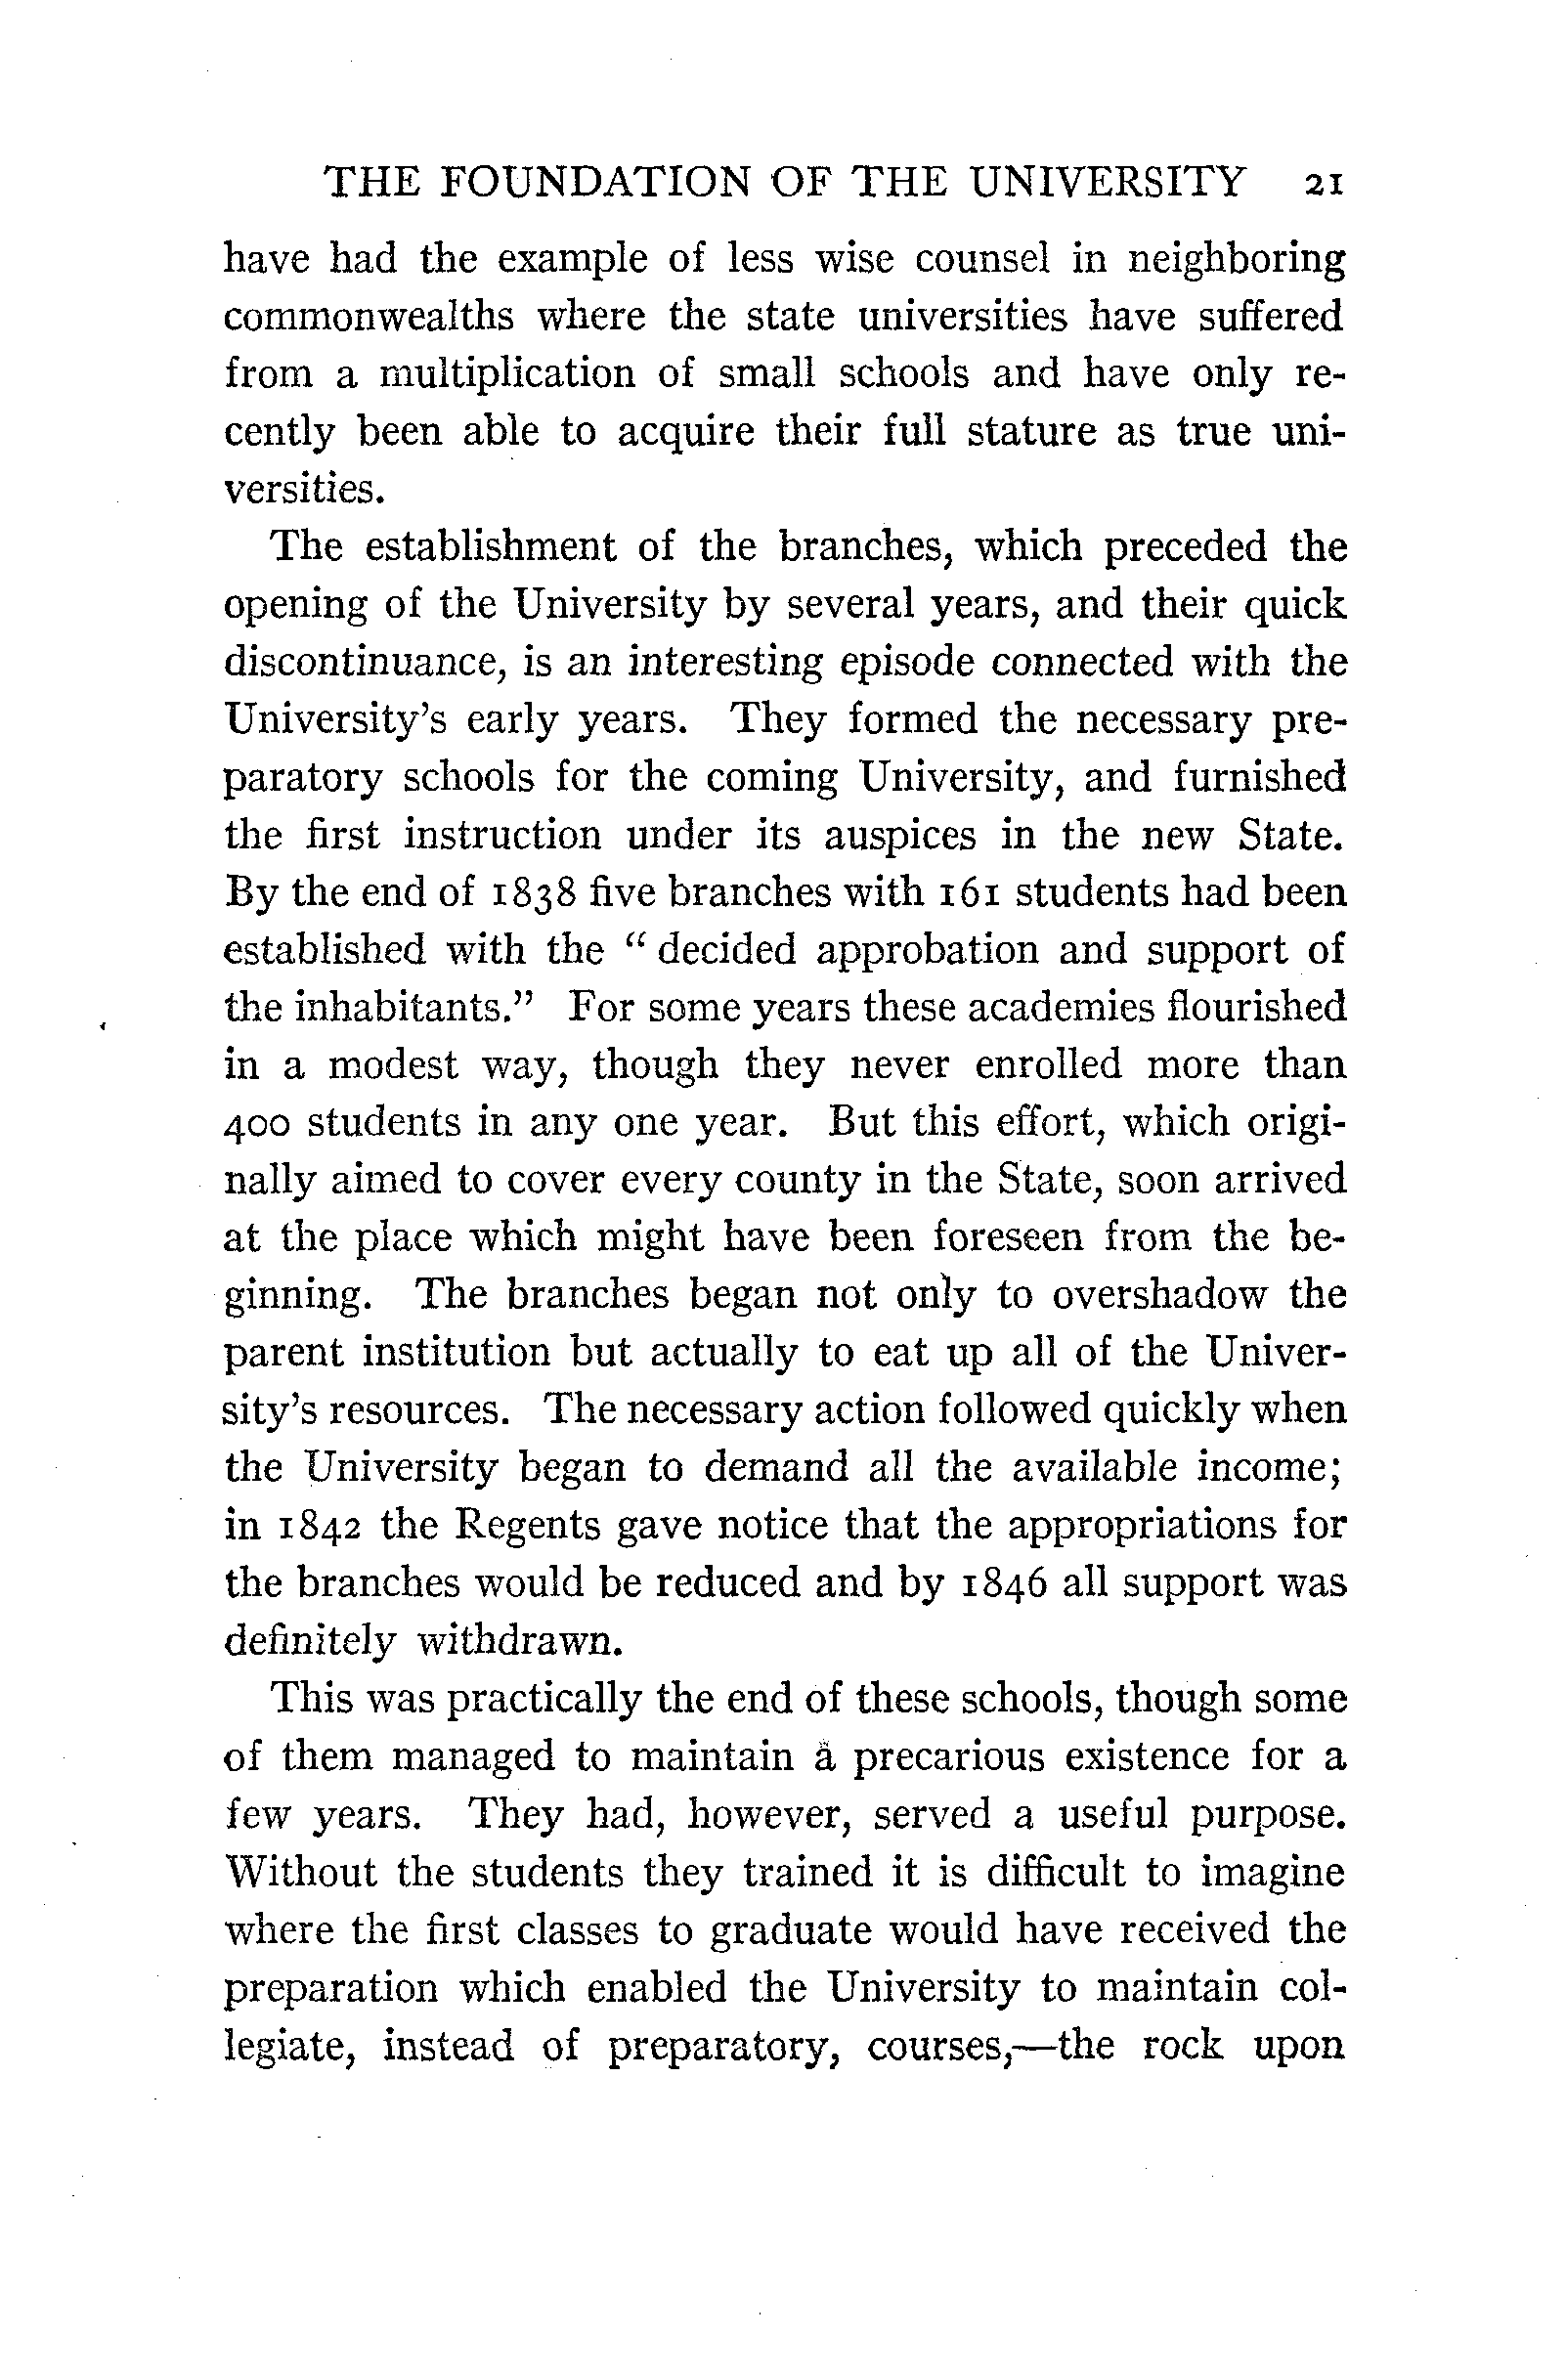 THE FOUNDATION OF THE UNIVERSITY 21
have had the example of less wise counsel in neighboring
commonwealths where the state universities have suffered
from a multiplication of small schools and have only re-
cently been able to acquire their full stature as true uni-
versities.
The establishment of the branches, which preceded the
opening of the University by several years, and their quick
discontinuance, is an interesting episode connected with the
University's early years. They formed the necessary pre-
paratory schools for the coming University, and furnished
the first instruction under its auspices in the new State.
By the end of 1838 five branches with 161 students had been
established with the " decided approbation and support of
the inhabitants." For some years these academies flourished
in a modest way, though they never enrolled more than
400 students in any one year. But this effort, which origi-
nally aimed to cover every county in the State, soon arrived
at the place which might have been foreseen from the be-
ginning. The branches began not only to overshadow the
parent institution but actually to eat up all of the Univer-
sity's resources. The necessary action followed quickly when
the University began to demand all the available income;
in 1842 the Regents gave notice that the appropriations for
the branches would be reduced and by 1846 all support was
definitely withdrawn.
This was practically the end of these schools, though some
of them managed to maintain a precarious existence for a
few years. They had, however, served a useful purpose.
Without the students they trained it is difficult to imagine
where the first classes to graduate would have received the
preparation which enabled the University to maintain col-
legiate, instead of preparatory, courses,—the rock upon